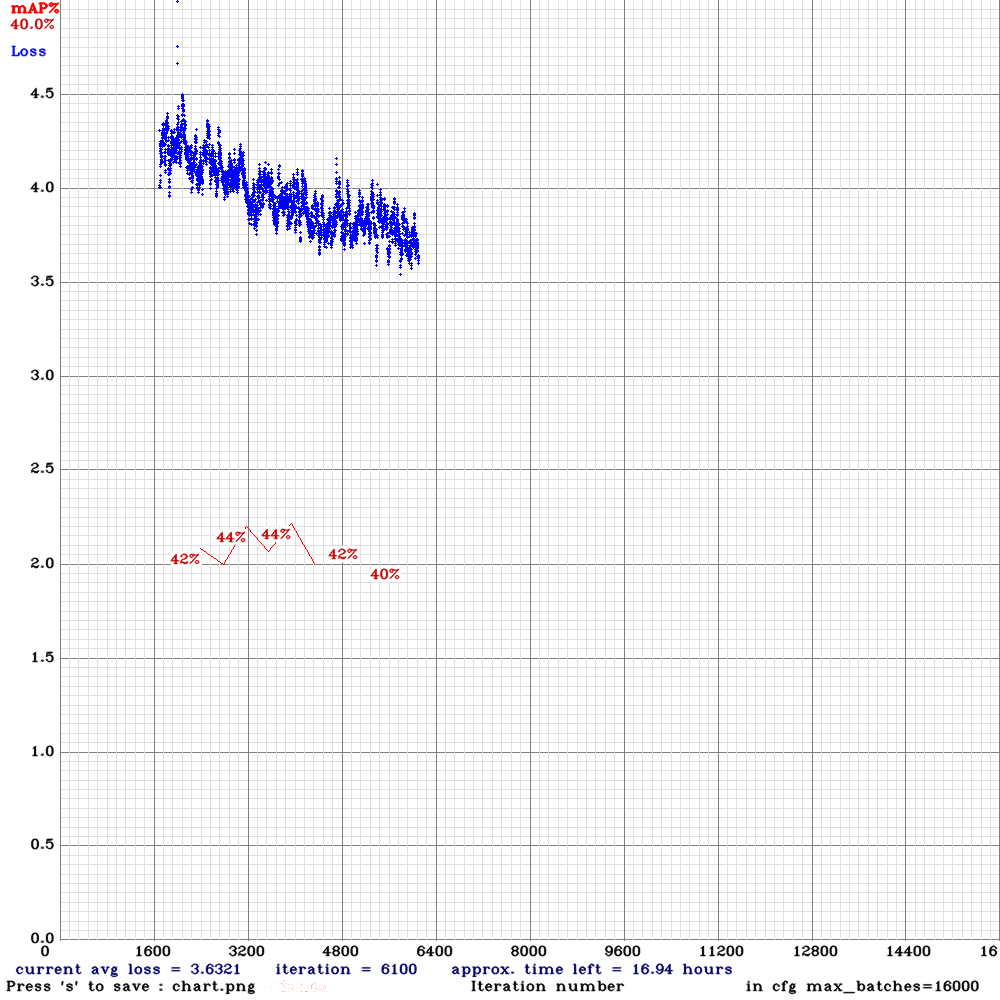 mAP%
40.0%
Loss
4.5
4.0
3.5
3.0
2.5
44% 44%
42% 42%
2.0
40%
1.5
1.0
0.5
0.0
0 1600 3200 4800 6400 8000 9600 11200 12800 14400 16
current avg loss = 3.6321 iteration = 6100 approx. time left = 16.94 hours
Press 's' to save : chart.png Iteration number in cfg max_batches=16000